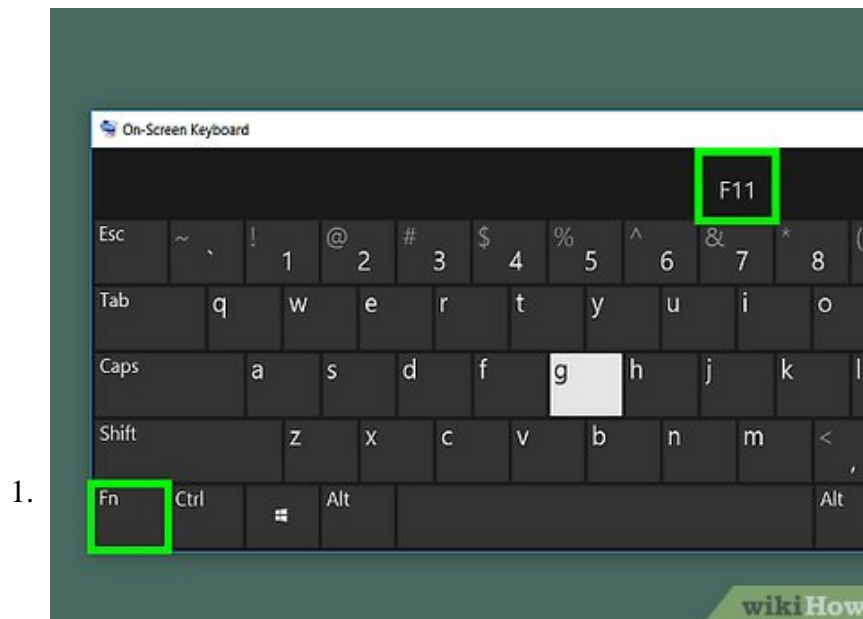 On-Screen Keyboard
F11
Esc ~ ` ! 1 @ 2 # 3 $ 4 % 5 ^ 6 & 7 * 8 (
Tab q w e r t y u i o
Caps a s d f g h j k l
Shift z x c v b n m < ,
1.
Fn Ctrl Alt Alt
wikiHow